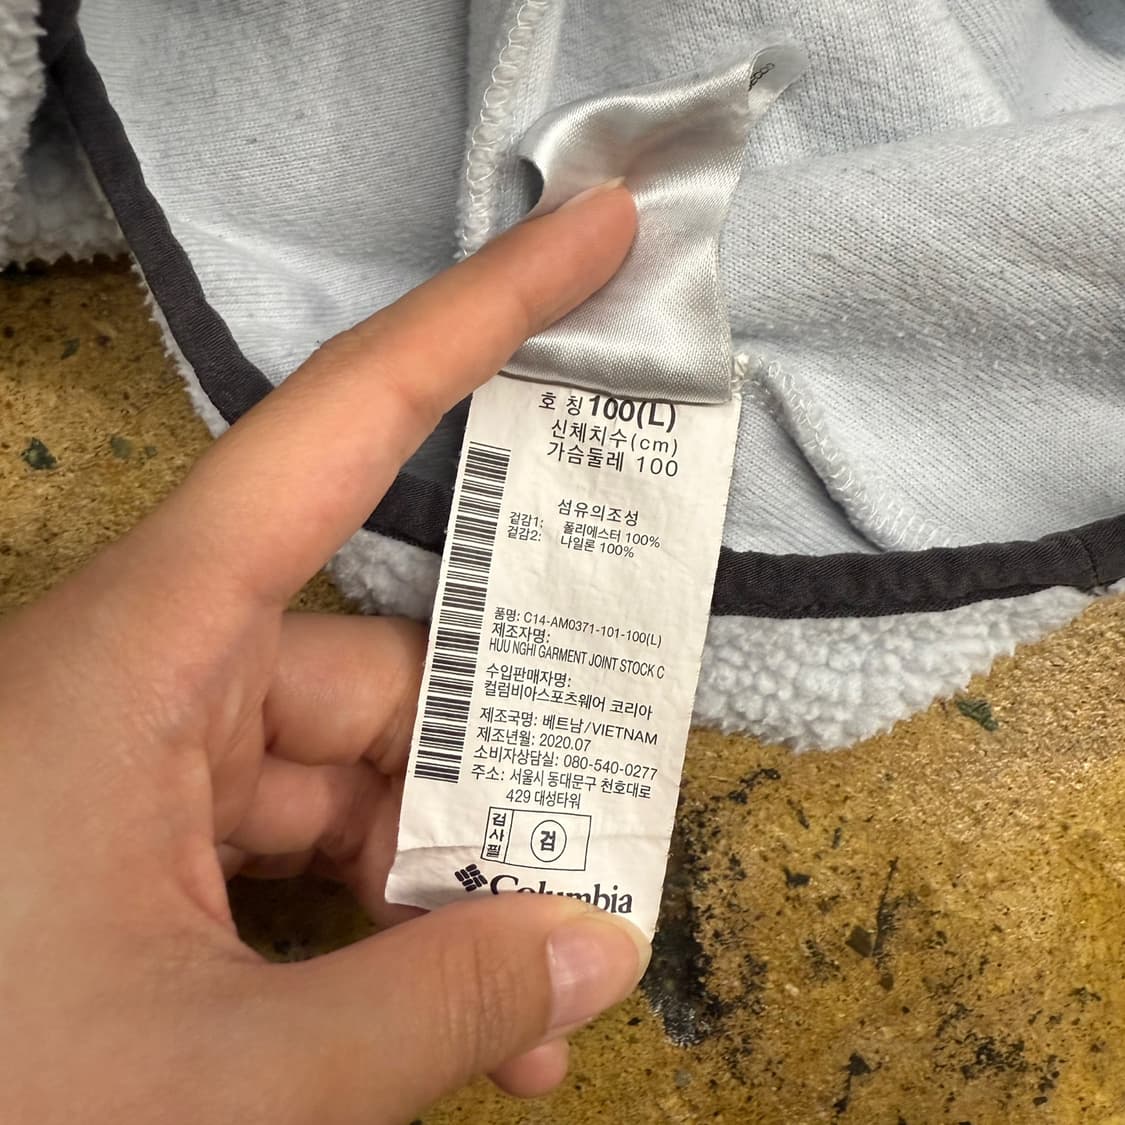 호 칭 100(L)
신체치수(cm)
가슴둘레 100
섬유의조성
겉감1: 폴리에스터 100%
겉감2: 나일론 100%
품명: C14-AM0371-101-100(L)
제조자명:
HUU NGHI GARMENT JOINT STOCK C
수입판매자명:
컬럼비아스포츠웨어 코리아
제조국명: 베트남/VIETNAM
제조년월: 2020.07
소비자상담실: 080-540-0277
주소: 서울시 동대문구 천호대로
429 대성타워
검사필 검
Columbia